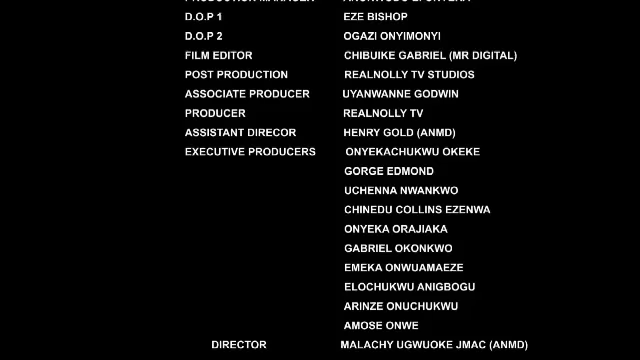 D.O.P 1 EZE BISHOP
D.O.P 2 OGAZI ONYIMONYI
FILM EDITOR CHIBUIKE GABRIEL (MR DIGITAL)
POST PRODUCTION REALNOLLY TV STUDIOS
ASSOCIATE PRODUCER UYANWANNE GODWIN
PRODUCER REALNOLLY TV
ASSISTANT DIRECOR HENRY GOLD (ANMD)
EXECUTIVE PRODUCERS ONYEKACHUKWU OKEKE
GORGE EDMOND
UCHENNA NWANKWO
CHINEDU COLLINS EZENWA
ONYEKA ORAJIAKA
GABRIEL OKONKWO
EMEKA ONWUAMAEZE
ELOCHUKWU ANIGBOGU
ARINZE ONUCHUKWU
AMOSE ONWE
DIRECTOR MALACHY UGWUOKE JMAC (ANMD)